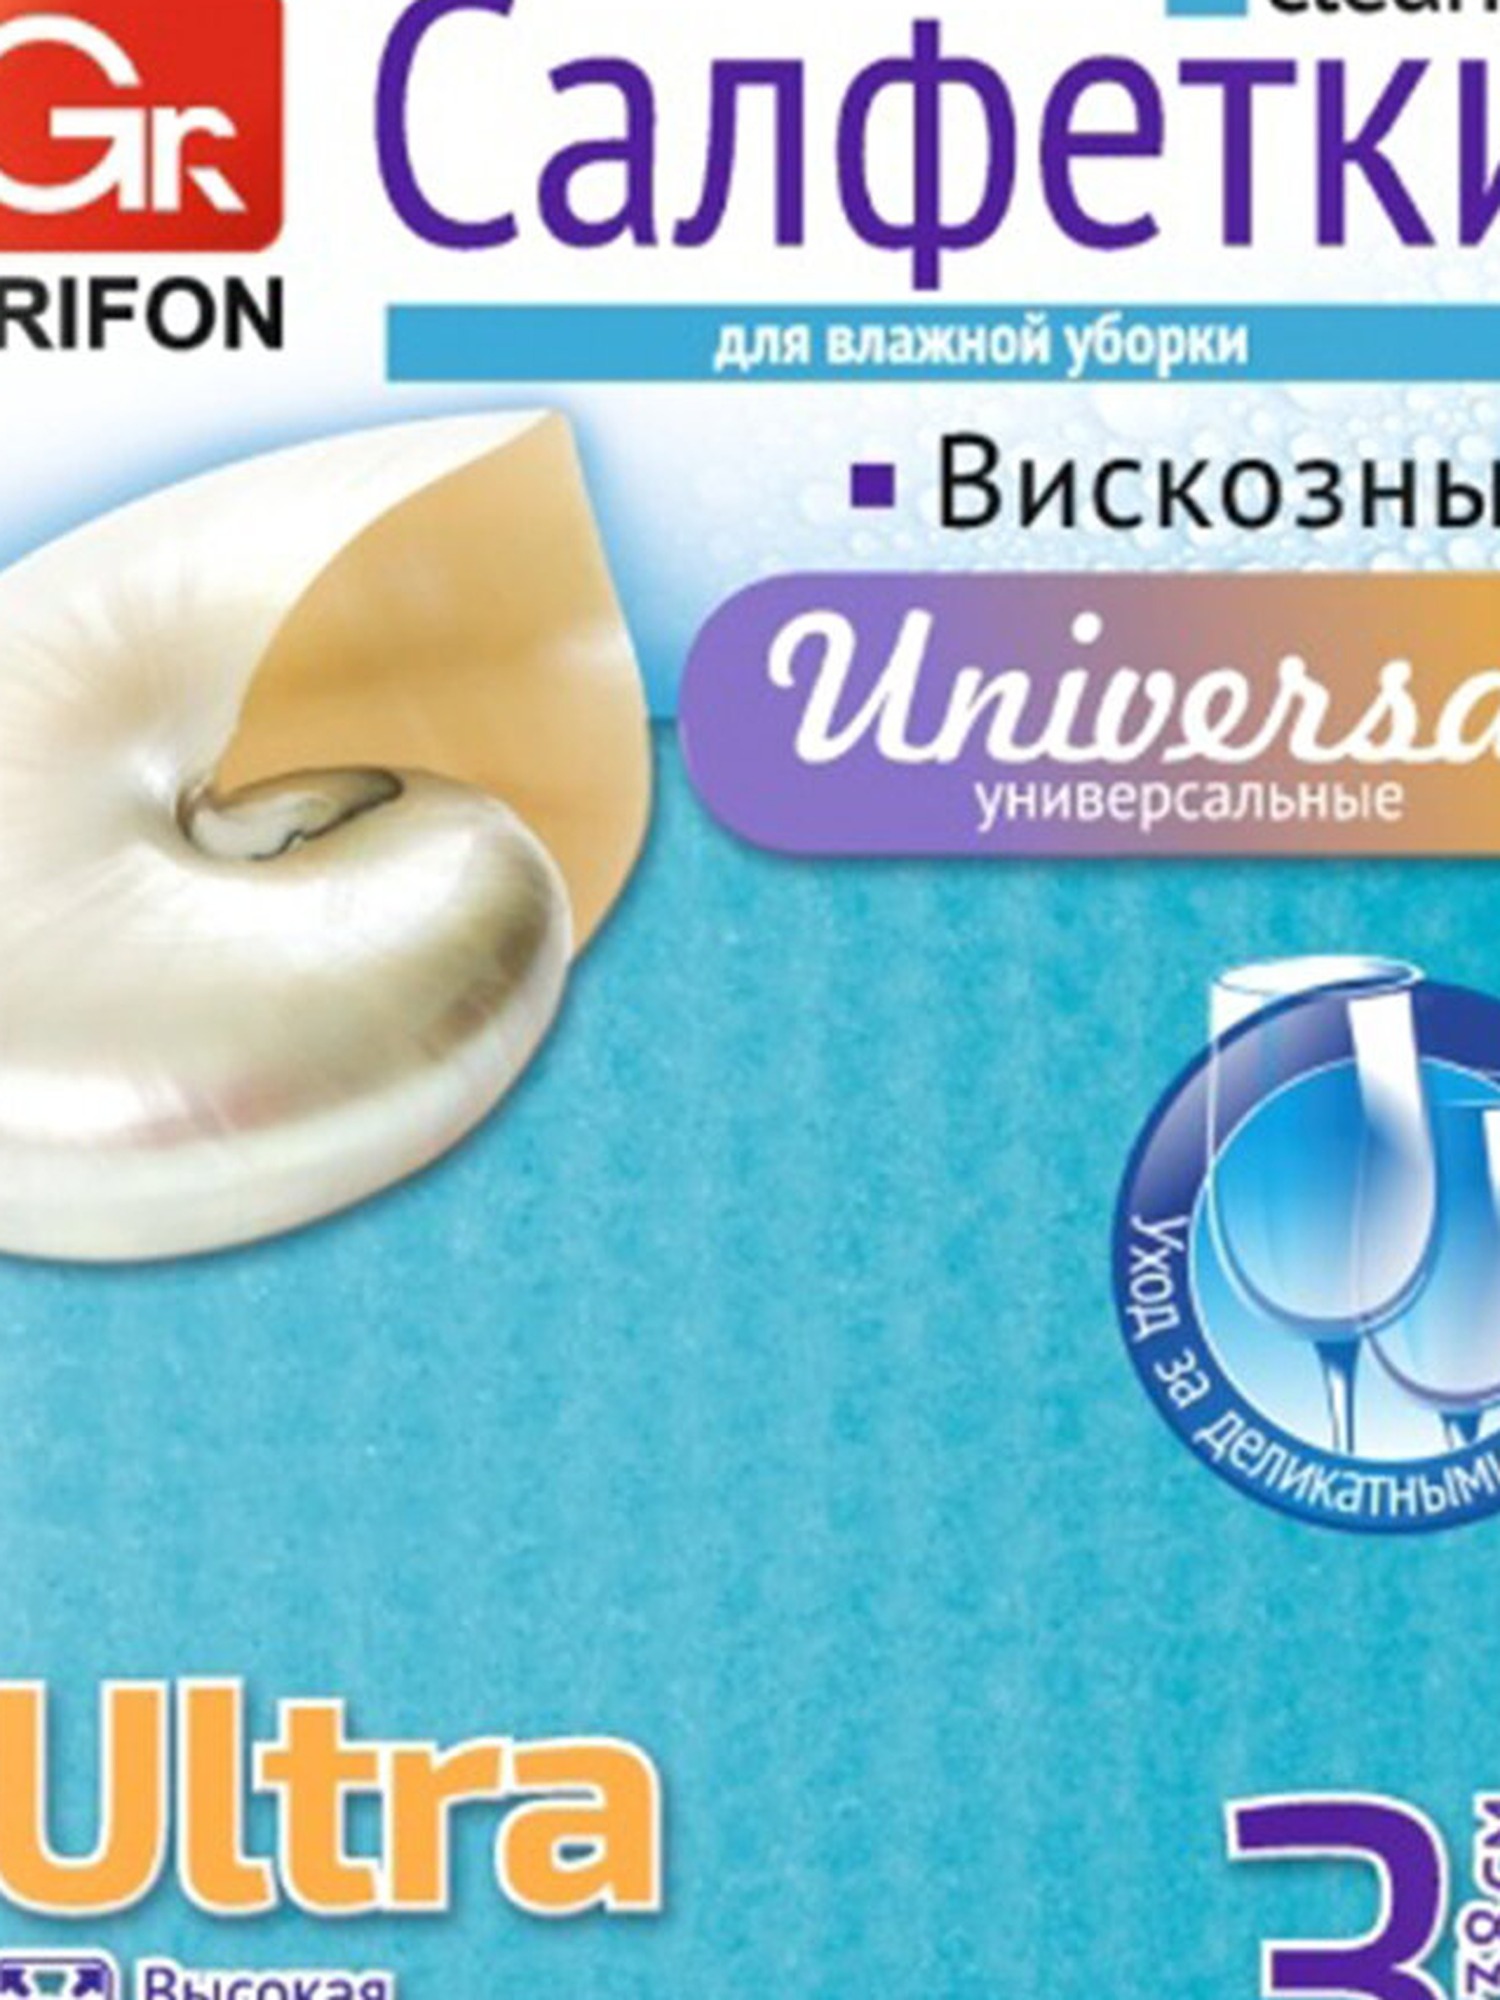 Gr
RIFON
Салфетки
для влажной уборки
Вискозны
Universa
универсальные
Уход за деликатными
Ultra
3
Высокая